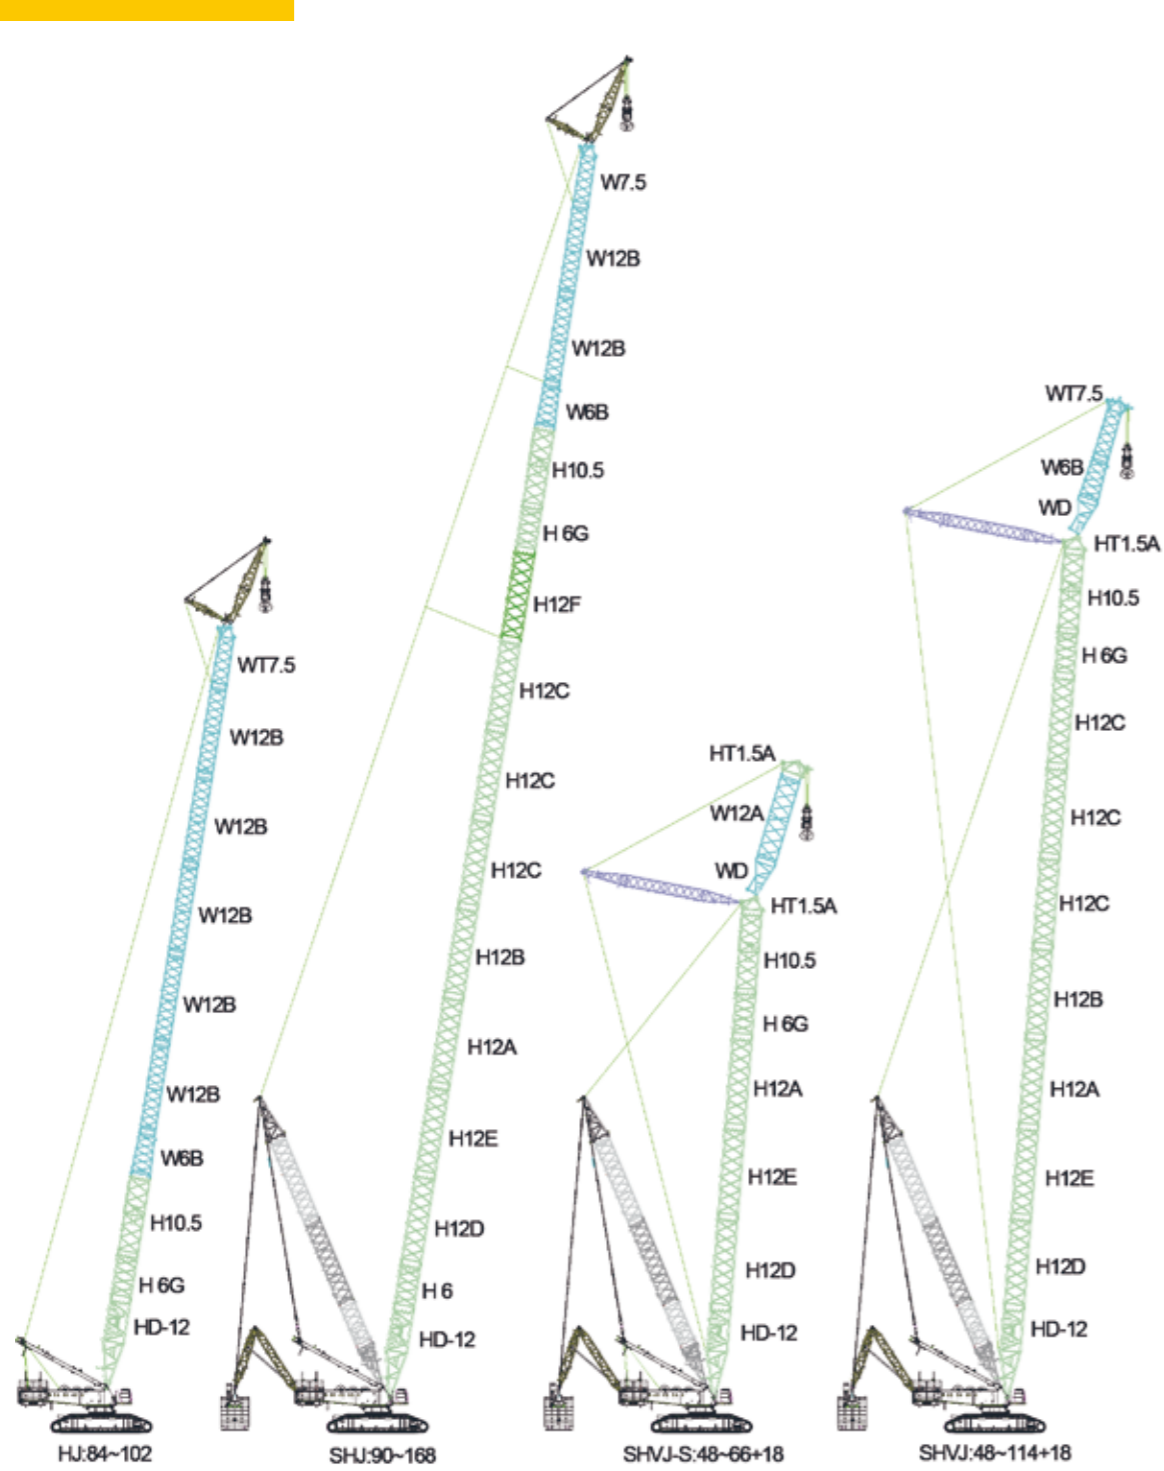 WT7.5
W12B
W12B
W12B
W12B
W12B
W6B
H10.5
H 6G
HD-12
HJ:84~102
W7.5
W12B
W12B
W6B
H10.5
H 6G
H12F
H12C
H12C
H12C
H12B
H12A
H12E
H12D
H 6
HD-12
SHJ:90~168
HT1.5A
W12A
WD
HT1.5A
H10.5
H 6G
H12A
H12E
H12D
HD-12
SHVJ-S:48~66+18
WT7.5
W6B
WD
HT1.5A
H10.5
H 6G
H12C
H12C
H12C
H12B
H12A
H12E
H12D
HD-12
SHVJ:48~114+18